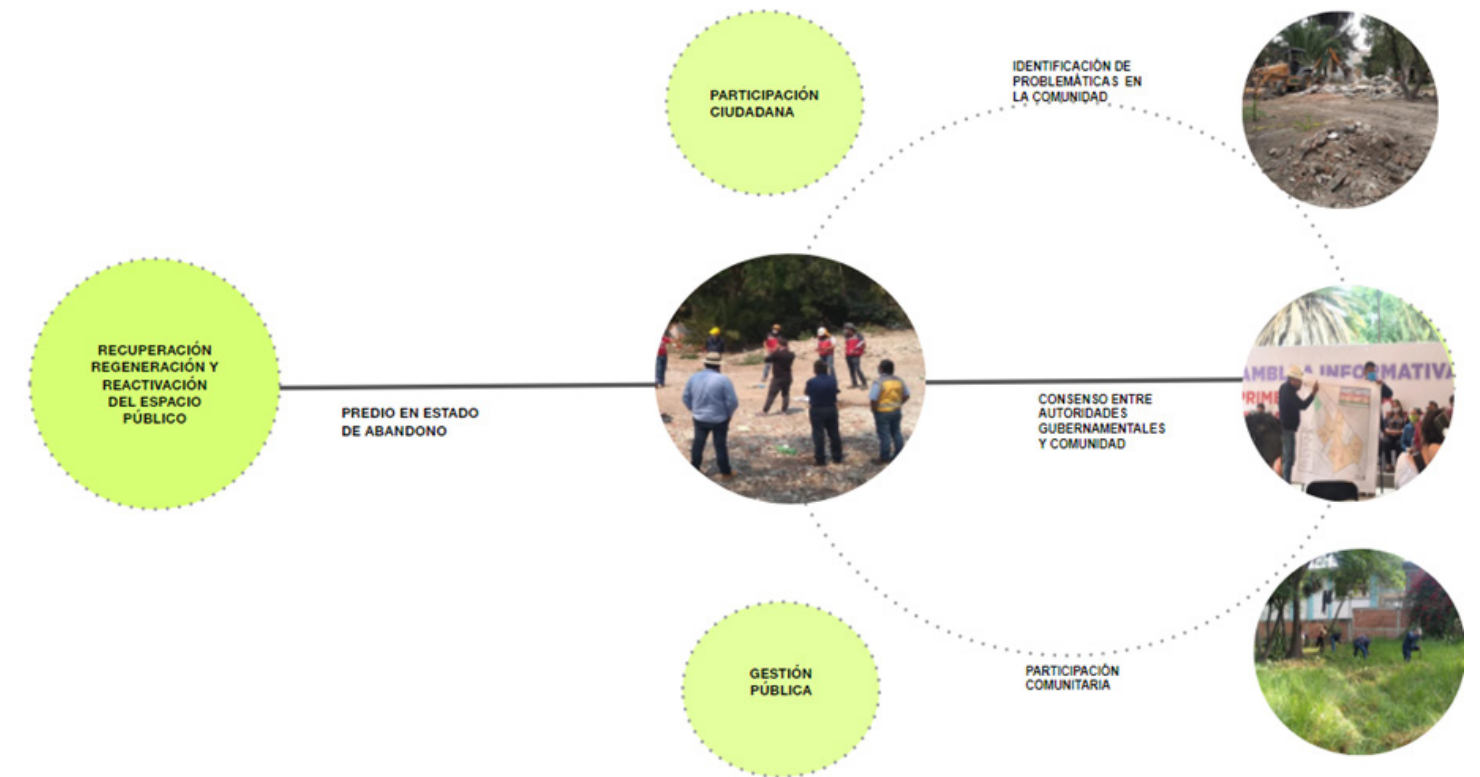 PARTICIPACIÓN
CIUDADANA
IDENTIFICACIÓN DE
PROBLEMÁTICAS EN
LA COMUNIDAD
RECUPERACIÓN
REGENERACIÓN Y
REACTIVACIÓN
DEL ESPACIO
PÚBLICO
PREDIO EN ESTADO
DE ABANDONO
CONSENSO ENTRE
AUTORIDADES
GUBERNAMENTALES
Y COMUNIDAD
INFORMATIVA
GESTIÓN
PÚBLICA
PARTICIPACIÓN
COMUNITARIA